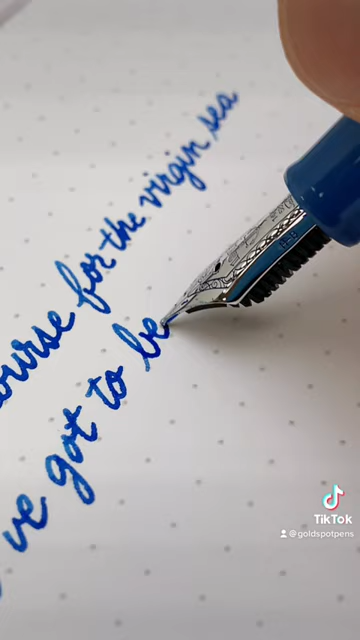 ourse for the virgin sea
've got to be
H-F
TikTok
@goldspotpens